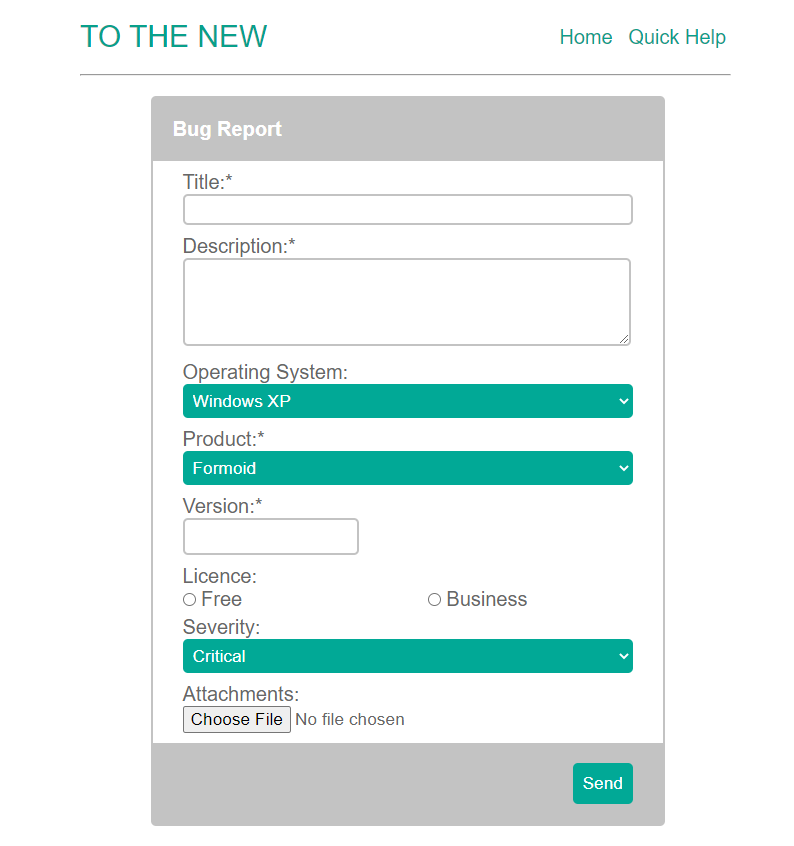 TO THE NEW
Home Quick Help
Bug Report
Title:*
Description:*
Operating System:
Windows XP
Product:*
Formoid
Version:*
Licence:
Free Business
Severity:
Critical
Attachments:
Choose File No file chosen
Send